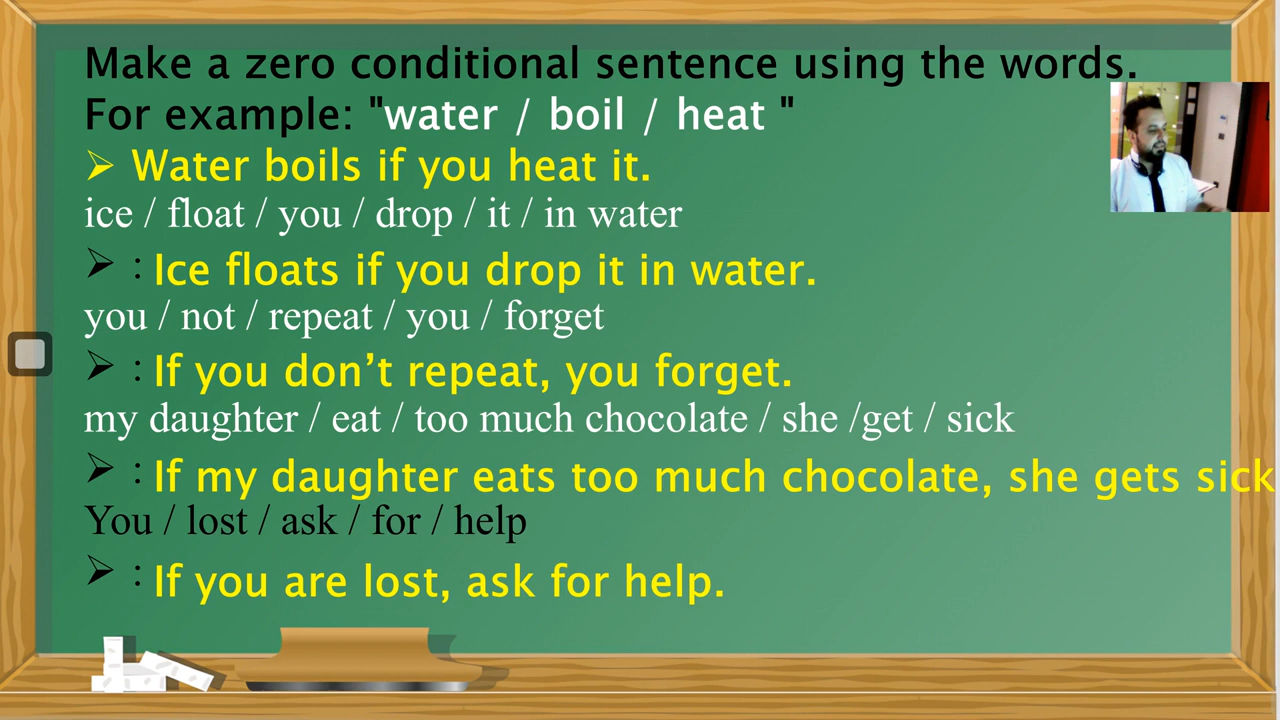 Make a zero conditional sentence using the words.
For example: "water / boil / heat "
➢ Water boils if you heat it.
ice / float / you / drop / it / in water
➢ : Ice floats if you drop it in water.
you / not / repeat / you / forget
➢ : If you don’t repeat, you forget.
my daughter / eat / too much chocolate / she /get / sick
➢ : If my daughter eats too much chocolate, she gets sick
You / lost / ask / for / help
➢ : If you are lost, ask for help.